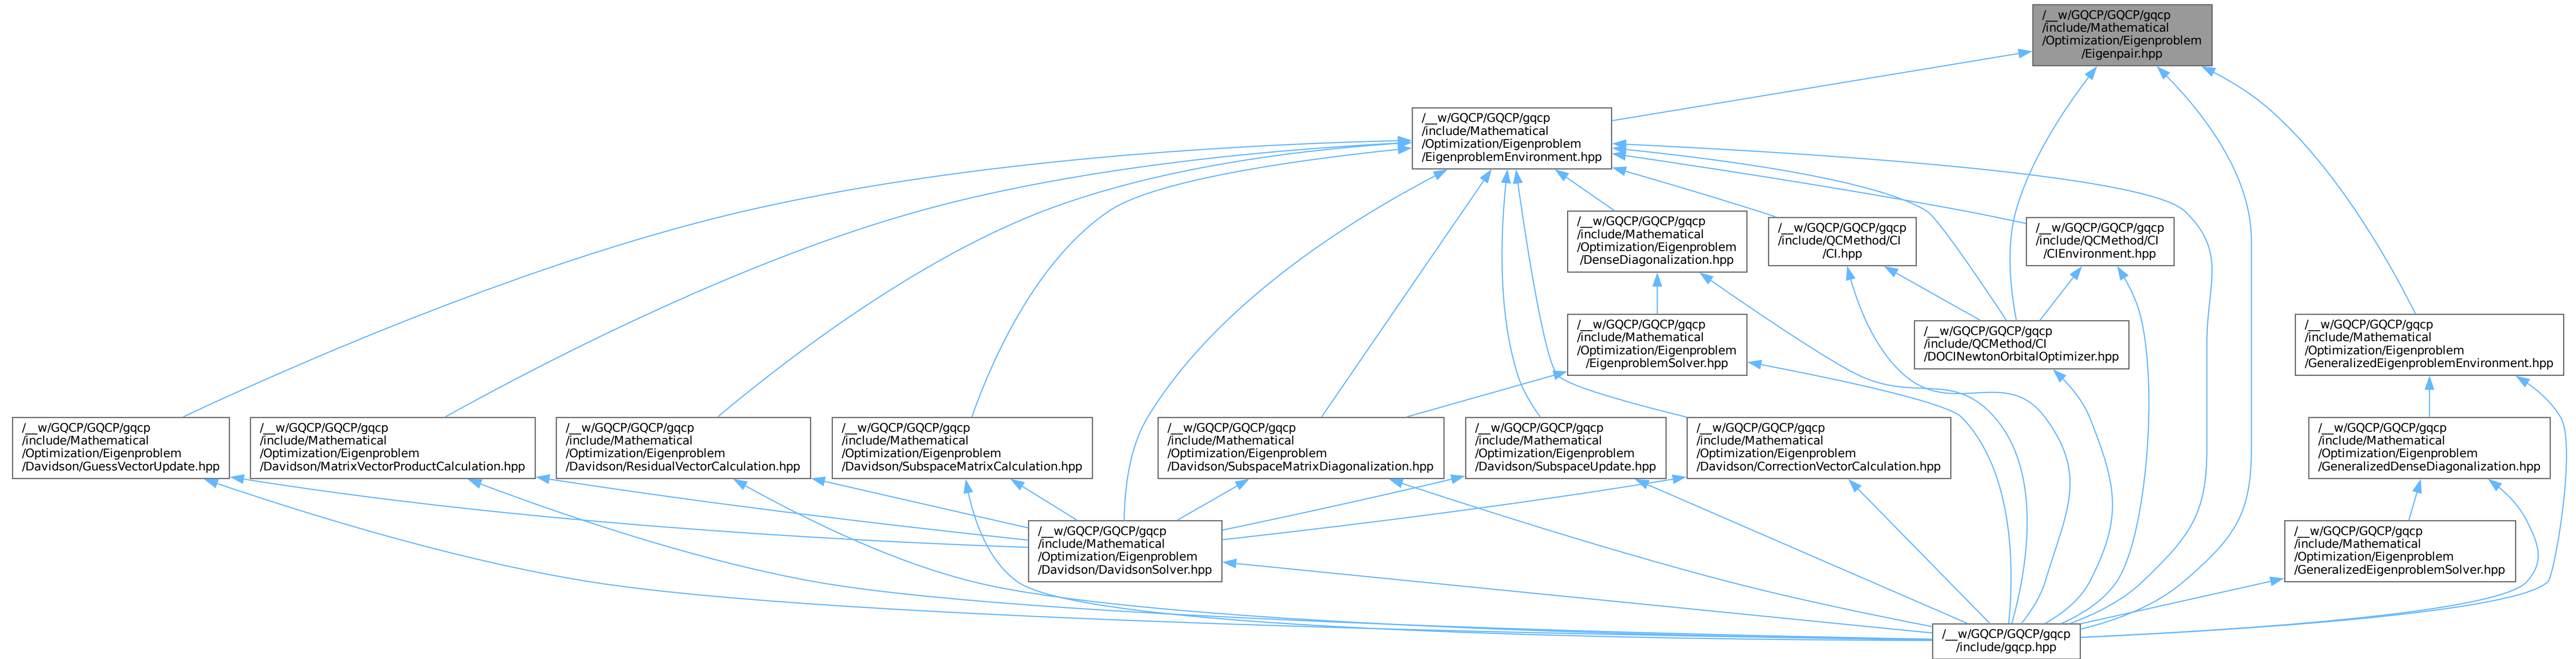 /__w/GQCP/GQCP/gqcp
/include/Mathematical
/Optimization/Eigenproblem
/Eigenpair.hpp
/__w/GQCP/GQCP/gqcp
/include/Mathematical
/Optimization/Eigenproblem
/EigenproblemEnvironment.hpp
/__w/GQCP/GQCP/gqcp
/include/Mathematical
/Optimization/Eigenproblem
/DenseDiagonalization.hpp
/__w/GQCP/GQCP/gqcp
/include/QCMethod/CI
/CI.hpp
/__w/GQCP/GQCP/gqcp
/include/QCMethod/CI
/CIEnvironment.hpp
/__w/GQCP/GQCP/gqcp
/include/Mathematical
/Optimization/Eigenproblem
/EigenproblemSolver.hpp
/__w/GQCP/GQCP/gqcp
/include/QCMethod/CI
/DOCINewtonOrbitalOptimizer.hpp
/__w/GQCP/GQCP/gqcp
/include/Mathematical
/Optimization/Eigenproblem
/GeneralizedEigenproblemEnvironment.hpp
/__w/GQCP/GQCP/gqcp
/include/Mathematical
/Optimization/Eigenproblem
/Davidson/GuessVectorUpdate.hpp
/__w/GQCP/GQCP/gqcp
/include/Mathematical
/Optimization/Eigenproblem
/Davidson/MatrixVectorProductCalculation.hpp
/__w/GQCP/GQCP/gqcp
/include/Mathematical
/Optimization/Eigenproblem
/Davidson/ResidualVectorCalculation.hpp
/__w/GQCP/GQCP/gqcp
/include/Mathematical
/Optimization/Eigenproblem
/Davidson/SubspaceMatrixCalculation.hpp
/__w/GQCP/GQCP/gqcp
/include/Mathematical
/Optimization/Eigenproblem
/Davidson/SubspaceMatrixDiagonalization.hpp
/__w/GQCP/GQCP/gqcp
/include/Mathematical
/Optimization/Eigenproblem
/Davidson/SubspaceUpdate.hpp
/__w/GQCP/GQCP/gqcp
/include/Mathematical
/Optimization/Eigenproblem
/Davidson/CorrectionVectorCalculation.hpp
/__w/GQCP/GQCP/gqcp
/include/Mathematical
/Optimization/Eigenproblem
/GeneralizedDenseDiagonalization.hpp
/__w/GQCP/GQCP/gqcp
/include/Mathematical
/Optimization/Eigenproblem
/Davidson/DavidsonSolver.hpp
/__w/GQCP/GQCP/gqcp
/include/Mathematical
/Optimization/Eigenproblem
/GeneralizedEigenproblemSolver.hpp
/__w/GQCP/GQCP/gqcp
/include/gqcp.hpp